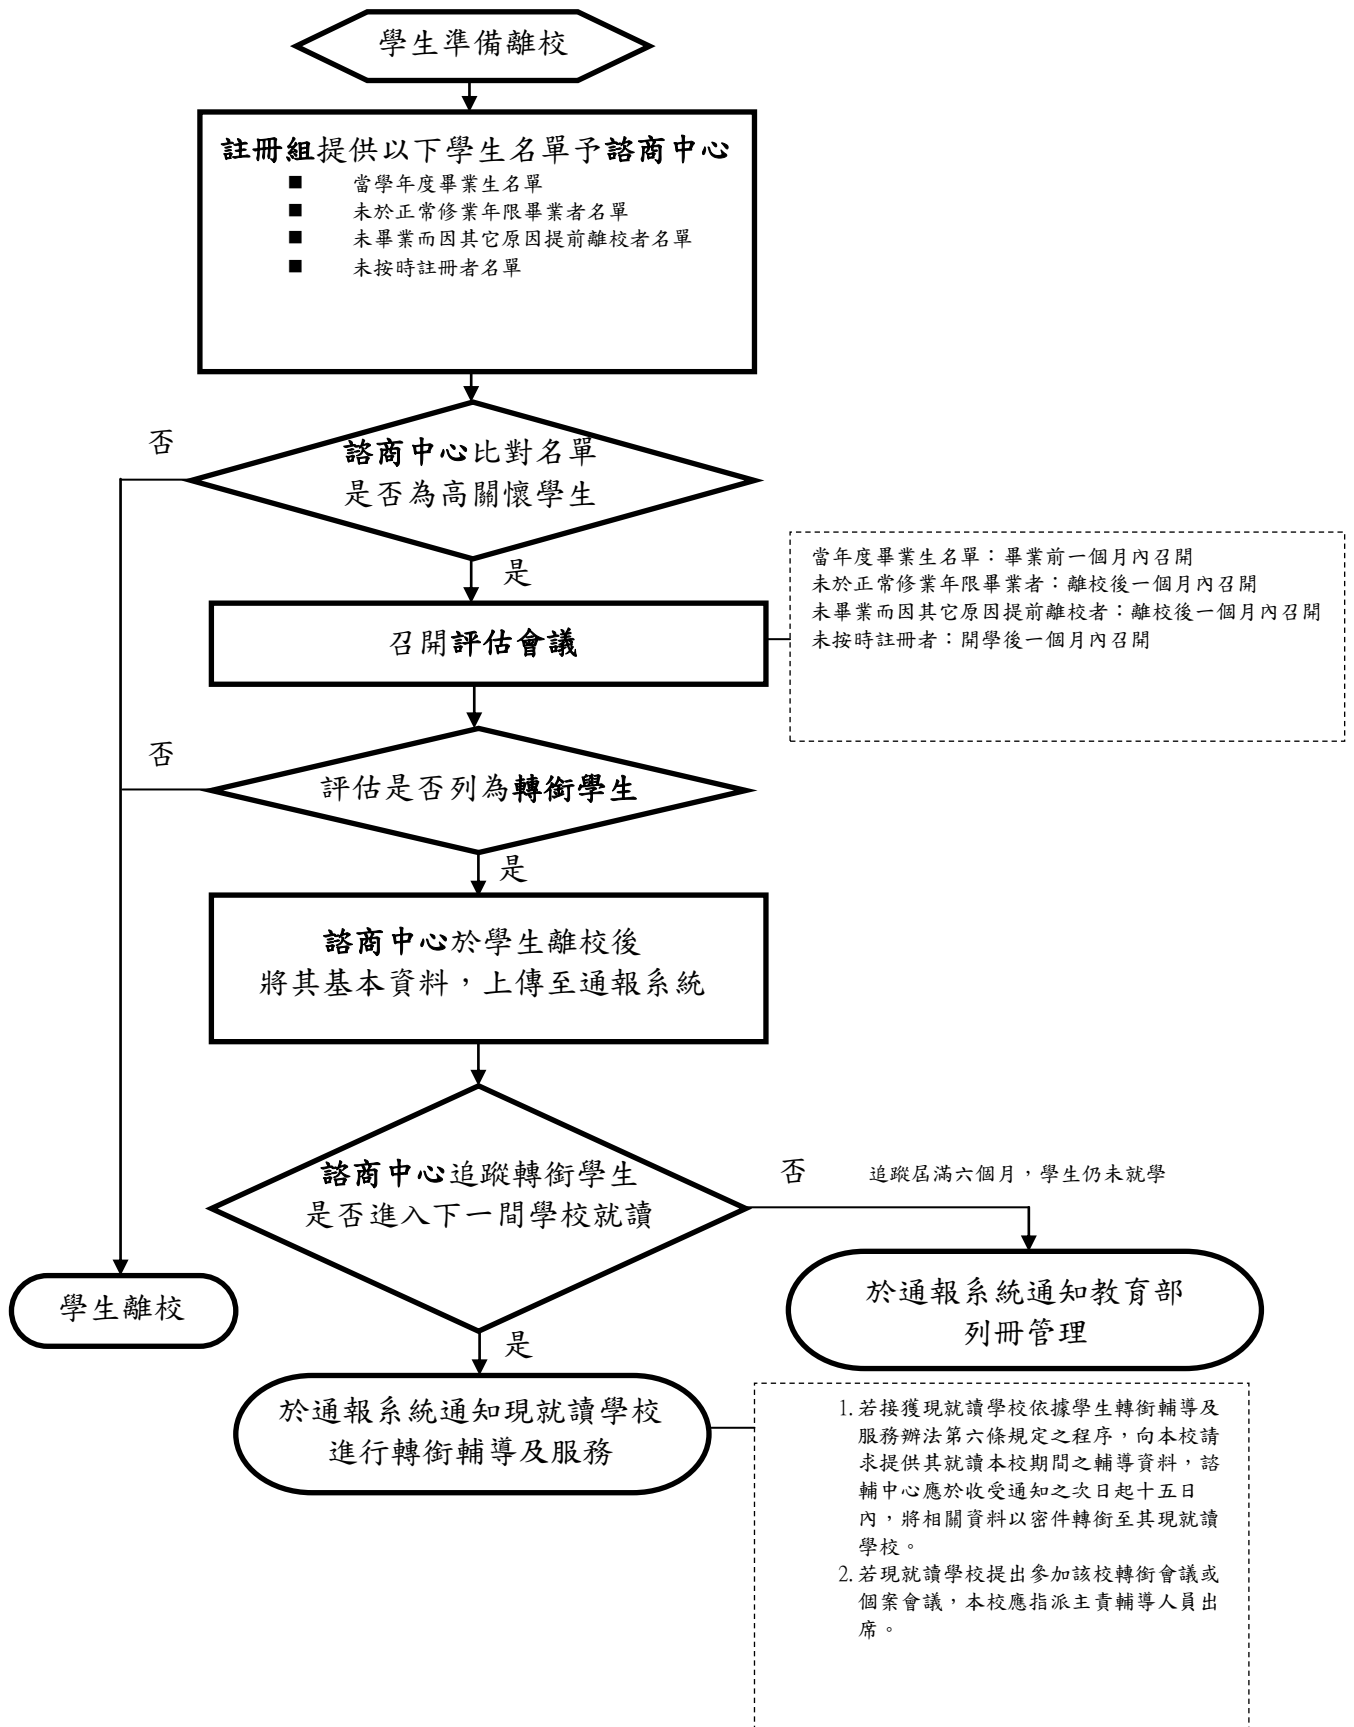 學生準備離校
註冊組提供以下學生名單予諮商中心
■ 當學年度畢業生名單
■ 未於正常修業年限畢業者名單
■ 未畢業而因其它原因提前離校者名單
■ 未按時註冊者名單
否
諮商中心比對名單
是否為高關懷學生
是
當年度畢業生名單：畢業前一個月內召開
未於正常修業年限畢業者：離校後一個月內召開
未畢業而因其它原因提前離校者：離校後一個月內召開
未按時註冊者：開學後一個月內召開
召開評估會議
否
評估是否列為轉銜學生
是
諮商中心於學生離校後
將其基本資料，上傳至通報系統
諮商中心追蹤轉銜學生
是否進入下一間學校就讀
否
追蹤屆滿六個月，學生仍未就學
學生離校
於通報系統通知教育部
列冊管理
是
於通報系統通知現就讀學校
進行轉銜輔導及服務
1. 若接獲現就讀學校依據學生轉銜輔導及
服務辦法第六條規定之程序，向本校請
求提供其就讀本校期間之輔導資料，諮
輔中心應於收受通知之次日起十五日
內，將相關資料以密件轉銜至其現就讀
學校。
2. 若現就讀學校提出參加該校轉銜會議或
個案會議，本校應指派主責輔導人員出
席。